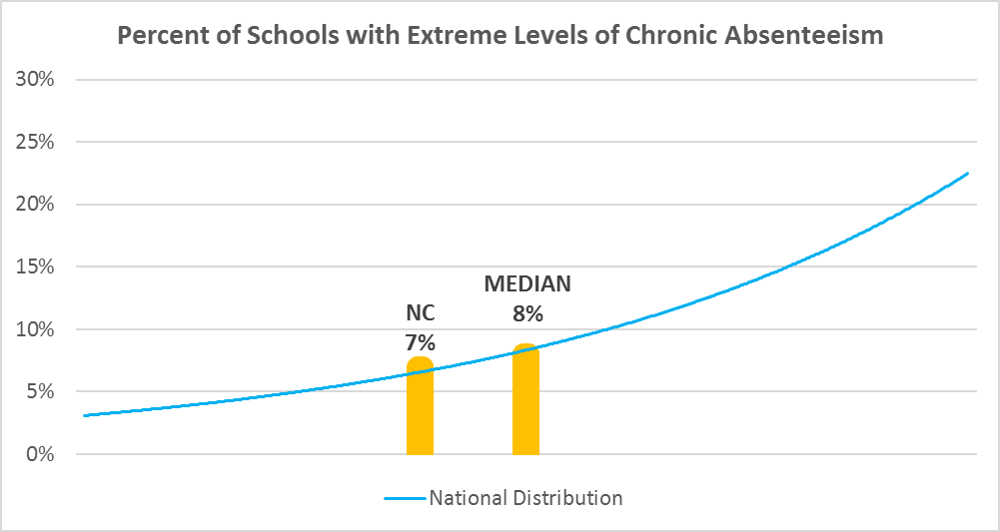 Percent of Schools with Extreme Levels of Chronic Absenteeism
30%
25%
20%
15%
10%
5%
0%
NC
7%
MEDIAN
8%
National Distribution